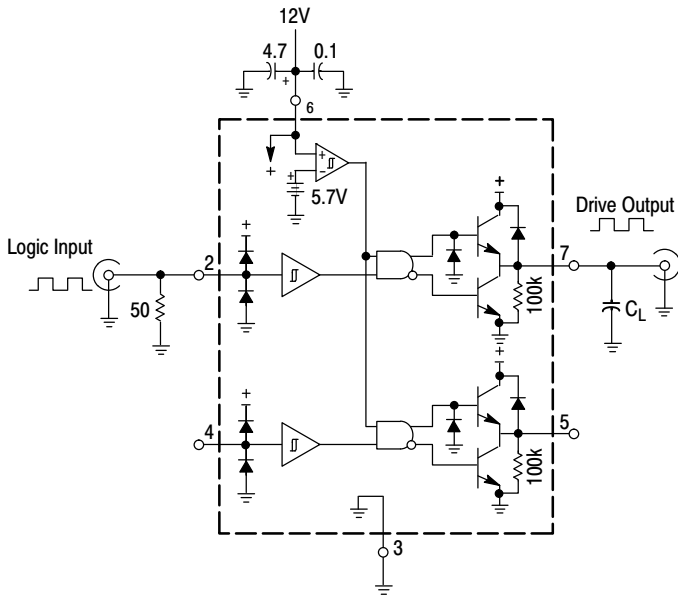 12V
4.7
0.1
+
6
+
+
−
+
5.7V
+
Drive Output
Logic Input
+
2
7
50
100k
CL
+
+
4
5
100k
3